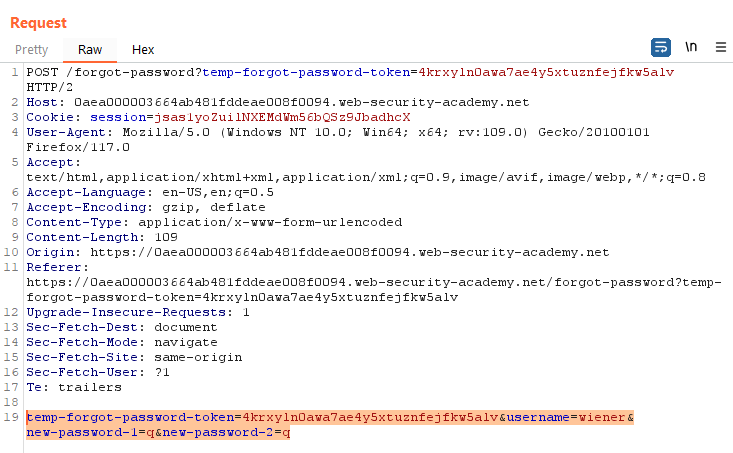 Request
Pretty Raw Hex \n
1 POST /forgot-password?temp-forgot-password-token=4krxyln0awa7ae4y5xtuznfejfkw5alv
HTTP/2
2 Host: 0aea000003664ab481fddeae008f0094.web-security-academy.net
3 Cookie: session=jsas1yoZuilNXEMdWm56bQSz9JbadhcX
4 User-Agent: Mozilla/5.0 (Windows NT 10.0; Win64; x64; rv:109.0) Gecko/20100101
Firefox/117.0
5 Accept:
text/html,application/xhtml+xml,application/xml;q=0.9,image/avif,image/webp,*/*;q=0.8
6 Accept-Language: en-US,en;q=0.5
7 Accept-Encoding: gzip, deflate
8 Content-Type: application/x-www-form-urlencoded
9 Content-Length: 109
10 Origin: https://0aea000003664ab481fddeae008f0094.web-security-academy.net
11 Referer:
https://0aea000003664ab481fddeae008f0094.web-security-academy.net/forgot-password?temp-
forgot-password-token=4krxyln0awa7ae4y5xtuznfejfkw5alv
12 Upgrade-Insecure-Requests: 1
13 Sec-Fetch-Dest: document
14 Sec-Fetch-Mode: navigate
15 Sec-Fetch-Site: same-origin
16 Sec-Fetch-User: ?1
17 Te: trailers
18
19 temp-forgot-password-token=4krxyln0awa7ae4y5xtuznfejfkw5alv&username=wiener&
new-password-1=q&new-password-2=q